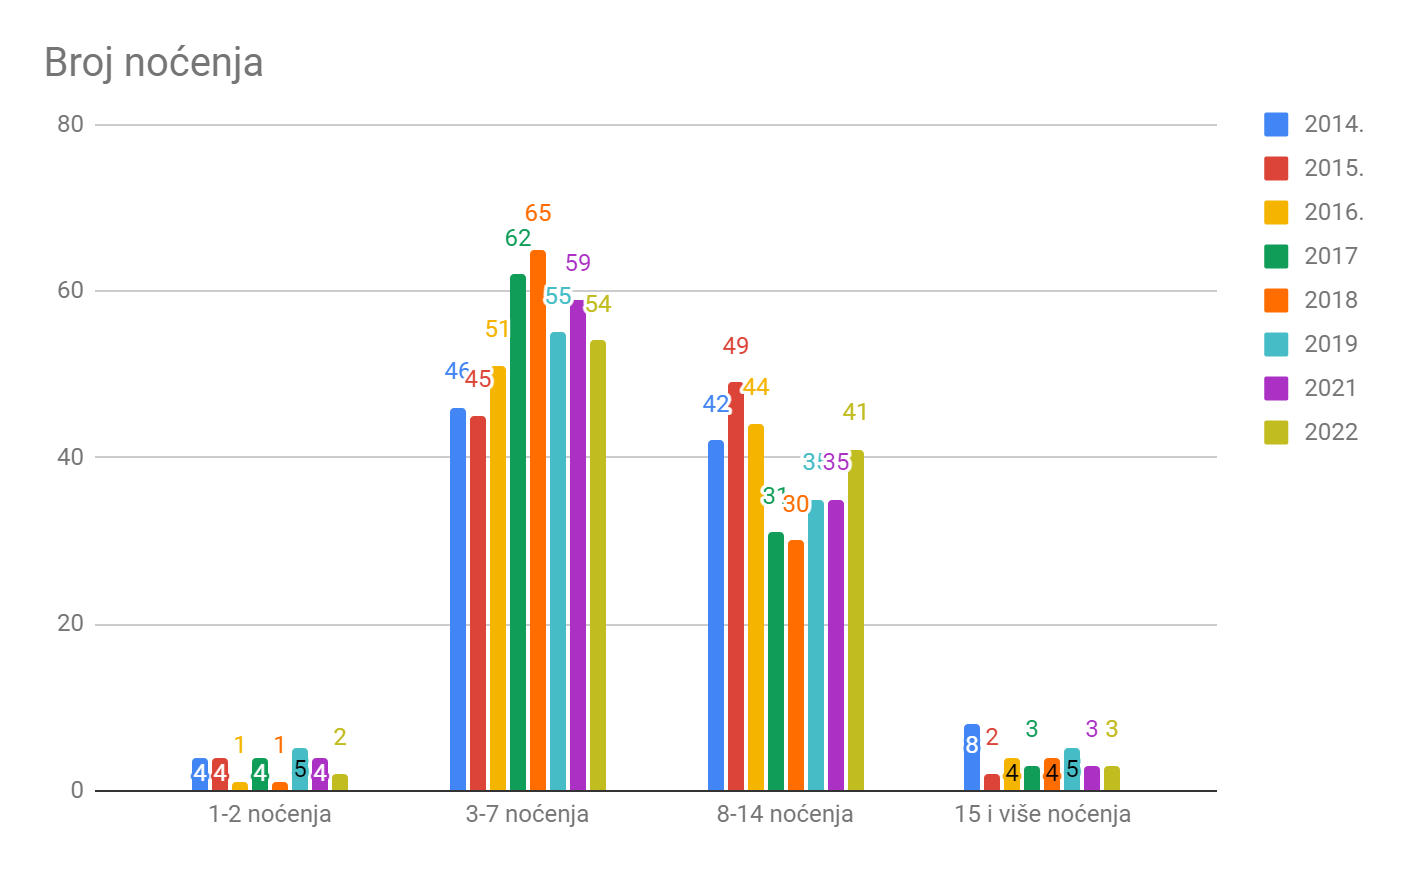 Broj noćenja
80
60
40
20
0
4 4 1 4 1 5 4 2
46 45 51 62 65 55 59 54
42 49 44 31 30 35 35 41
8 2 4 3 4 5 3 3
1-2 noćenja
3-7 noćenja
8-14 noćenja
15 i više noćenja
2014.
2015.
2016.
2017
2018
2019
2021
2022